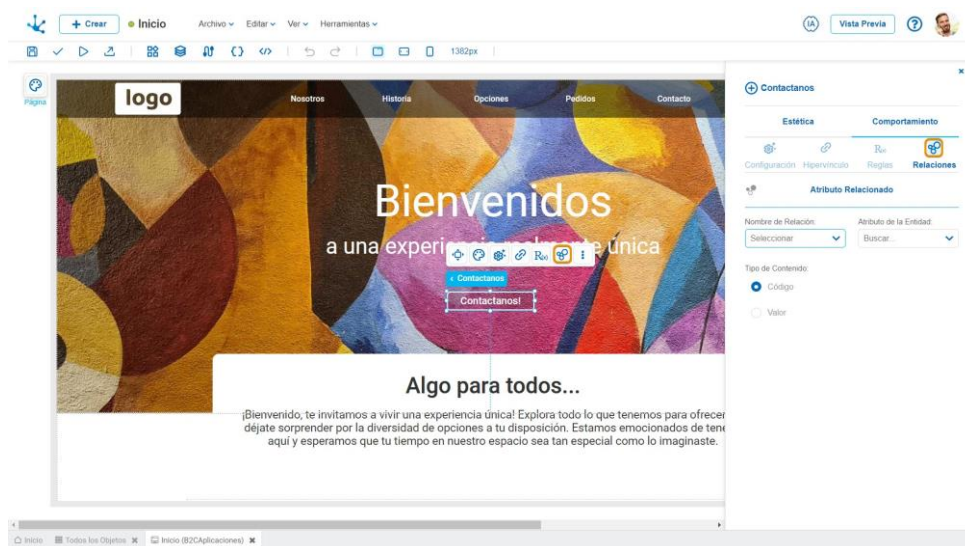 Crear
Inicio
Archivo
Editar
Ver
Herramientas
IA
Vista Previa
1382px
Página
logo
Nosotros
Historia
Opciones
Pedidos
Contacto
Bienvenidos
a una experiencia realmente única
Contactanos
Contactanos!
Algo para todos...
¡Bienvenido, te invitamos a vivir una experiencia única! Explora todo lo que tenemos para ofrecer
déjate sorprender por la diversidad de opciones a tu disposición. Estamos emocionados de tene
aquí y esperamos que tu tiempo en nuestro espacio sea tan especial como lo imaginaste.
Contactanos
Estética
Comportamiento
Configuración
Hipervínculo
Reglas
Relaciones
Atributo Relacionado
Nombre de Relación:
Atributo de la Entidad:
Seleccionar
Buscar...
Tipo de Contenido:
Código
Valor
Inicio
Todos los Objetos
Inicio (B2CAplicaciones)